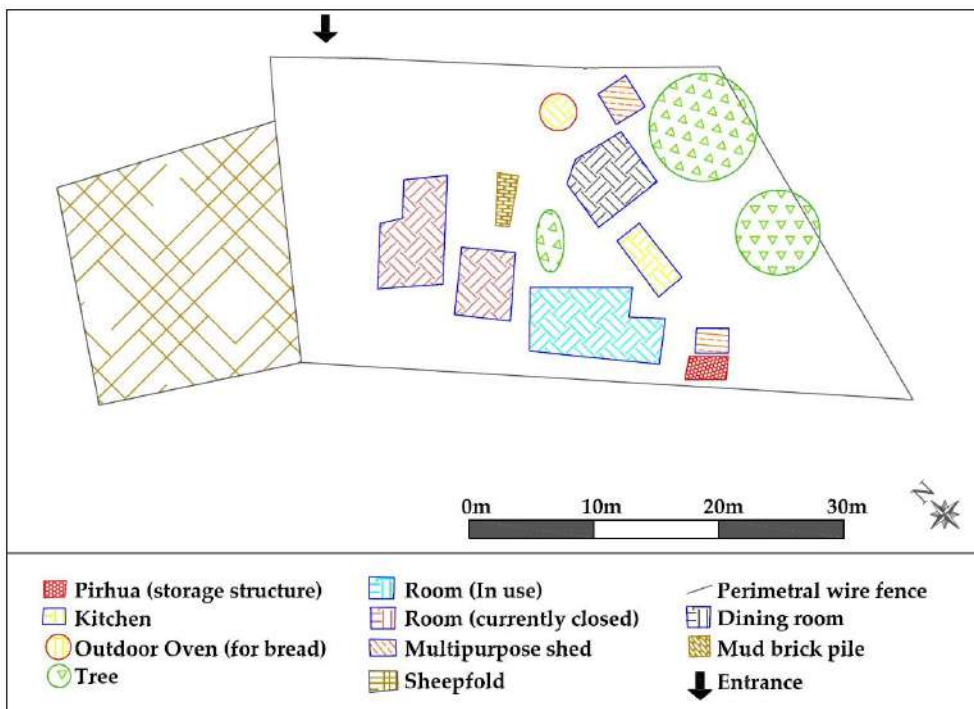 0m 10m 20m 30m
N
Pirhua (storage structure)
Kitchen
Outdoor Oven (for bread)
Tree
Room (In use)
Room (currently closed)
Multipurpose shed
Sheepfold
Perimetral wire fence
Dining room
Mud brick pile
Entrance